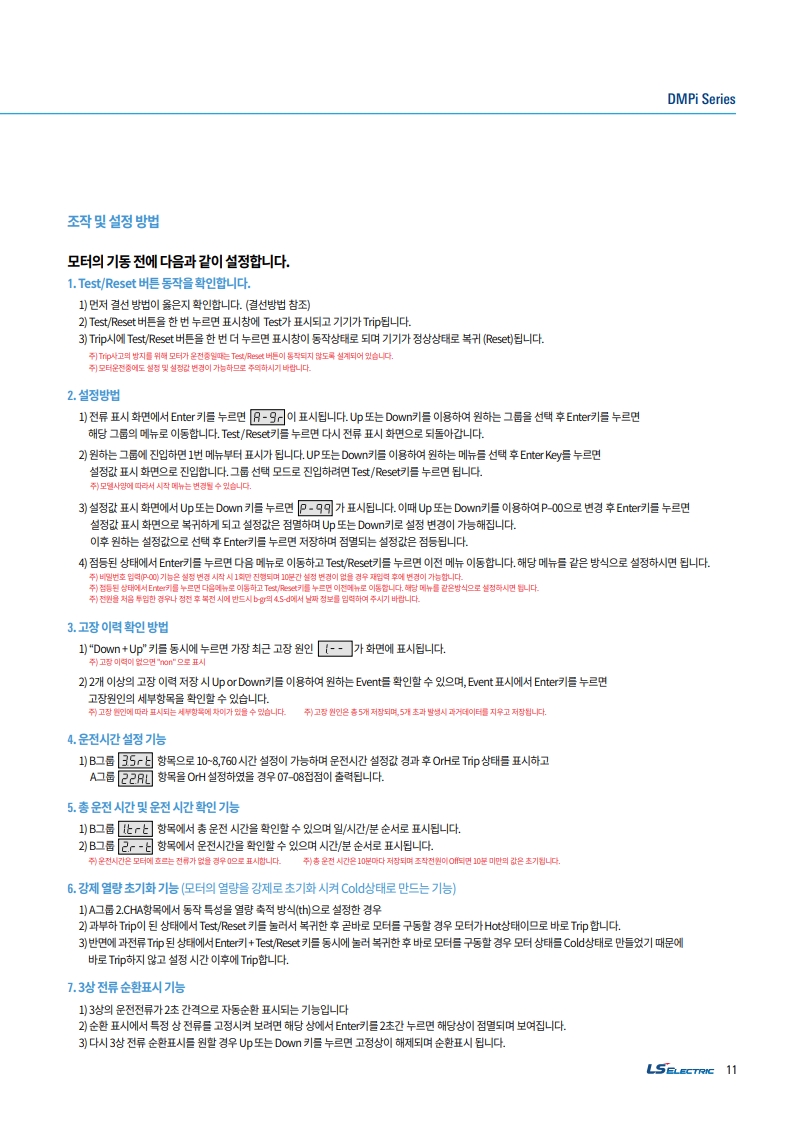 DMPi Series
조작 및 설정 방법
모터의 기동 전에 다음과 같이 설정합니다.
1. Test/Reset 버튼 동작을 확인합니다.
1) 먼저 결선 방법이 옳은지 확인합니다. (결선방법 참조)
2) Test/Reset 버튼을 한 번 누르면 표시창에 Test가 표시되고 기기가 Trip됩니다.
3) Trip시에 Test/Reset 버튼을 한 번 더 누르면 표시창이 동작상태로 되며 기기가 정상상태로 복귀 (Reset)됩니다.
주) Trip사고의 방지를 위해 모터가 운전중일때는 Test/Reset 버튼이 동작되지 않도록 설계되어 있습니다.
주) 모터운전중에도 설정 및 설정값 변경이 가능하므로 주의하시기 바랍니다.
2. 설정방법
1) 전류 표시 화면에서 Enter 키를 누르면 A-gr 이 표시됩니다. Up 또는 Down키를 이용하여 원하는 그룹을 선택 후 Enter키를 누르면
해당 그룹의 메뉴로 이동합니다. Test / Reset키를 누르면 다시 전류 표시 화면으로 되돌아갑니다.
2) 원하는 그룹에 진입하면 1번 메뉴부터 표시가 됩니다. UP 또는 Down키를 이용하여 원하는 메뉴를 선택 후 Enter Key를 누르면
설정값 표시 화면으로 진입합니다. 그룹 선택 모드로 진입하려면 Test / Reset키를 누르면 됩니다.
주) 모델사양에 따라서 시작 메뉴는 변경될 수 있습니다.
3) 설정값 표시 화면에서 Up 또는 Down 키를 누르면 P-99 가 표시됩니다. 이때 Up 또는 Down키를 이용하여 P-00으로 변경 후 Enter키를 누르면
설정값 표시 화면으로 복귀하게 되고 설정값은 점멸하며 Up 또는 Down키로 설정 변경이 가능해집니다.
이후 원하는 설정값으로 선택 후 Enter키를 누르면 저장하며 점멸되는 설정값은 점등됩니다.
4) 점등된 상태에서 Enter키를 누르면 다음 메뉴로 이동하고 Test/Reset키를 누르면 이전 메뉴 이동합니다. 해당 메뉴를 같은 방식으로 설정하시면 됩니다.
주) 비밀번호 입력(P-00) 기능은 설정 변경 시작 시 1회만 진행되며 10분간 설정 변경이 없을 경우 재입력 후에 변경이 가능합니다.
주) 점등된 상태에서 Enter키를 누르면 다음메뉴로 이동하고 Test/Reset키를 누르면 이전메뉴로 이동합니다. 해당 메뉴를 같은방식으로 설정하시면 됩니다.
주) 전원을 처음 투입한 경우나 정전 후 복전 시에 반드시 b-gr의 4.5-d에서 날짜 정보를 입력하여 주시기 바랍니다.
3. 고장 이력 확인 방법
1) “Down + Up” 키를 동시에 누르면 가장 최근 고장 원인 1-- 가 화면에 표시됩니다.
주) 고장 이력이 없으면 "non" 으로 표시
2) 2개 이상의 고장 이력 저장 시 Up or Down키를 이용하여 원하는 Event를 확인할 수 있으며, Event 표시에서 Enter키를 누르면
고장원인의 세부항목을 확인할 수 있습니다.
주) 고장 원인에 따라 표시되는 세부항목에 차이가 있을 수 있습니다. 주) 고장 원인은 총 5개 저장되며, 5개 초과 발생시 과거데이터를 지우고 저장됩니다.
4. 운전시간 설정 기능
1) B그룹 3.5rt 항목으로 10~8,760 시간 설정이 가능하며 운전시간 설정값 경과 후 OrH로 Trip 상태를 표시하고
A그룹 22.AL 항목을 OrH 설정하였을 경우 07-08접점이 출력됩니다.
5. 총 운전 시간 및 운전 시간 확인 기능
1) B그룹 1.trt 항목에서 총 운전 시간을 확인할 수 있으며 일/시간/분 순서로 표시됩니다.
2) B그룹 2.r-t 항목에서 운전시간을 확인할 수 있으며 시간/분 순서로 표시됩니다.
주) 운전시간은 모터에 흐르는 전류가 없을 경우 0으로 표시합니다. 주) 총 운전 시간은 10분마다 저장되며 조작전원이 Off되면 10분 미만의 값은 초기됩니다.
6. 강제 열량 초기화 기능 (모터의 열량을 강제로 초기화 시켜 Cold상태로 만드는 기능)
1) A그룹 2.CHA항목에서 동작 특성을 열량 축적 방식(th)으로 설정한 경우
2) 과부하 Trip이 된 상태에서 Test/Reset 키를 눌러서 복귀한 후 곧바로 모터를 구동할 경우 모터가 Hot상태이므로 바로 Trip 합니다.
3) 반면에 과전류 Trip 된 상태에서 Enter키 + Test/Reset 키를 동시에 눌러 복귀한 후 바로 모터를 구동할 경우 모터 상태를 Cold상태로 만들었기 때문에
바로 Trip하지 않고 설정 시간 이후에 Trip합니다.
7. 3상 전류 순환표시 기능
1) 3상의 운전전류가 2초 간격으로 자동순환 표시되는 기능입니다
2) 순환 표시에서 특정 상 전류를 고정시켜 보려면 해당 상에서 Enter키를 2초간 누르면 해당상이 점멸되며 보여집니다.
3) 다시 3상 전류 순환표시를 원할 경우 Up 또는 Down 키를 누르면 고정상이 해제되며 순환표시 됩니다.
LS ELECTRIC 11